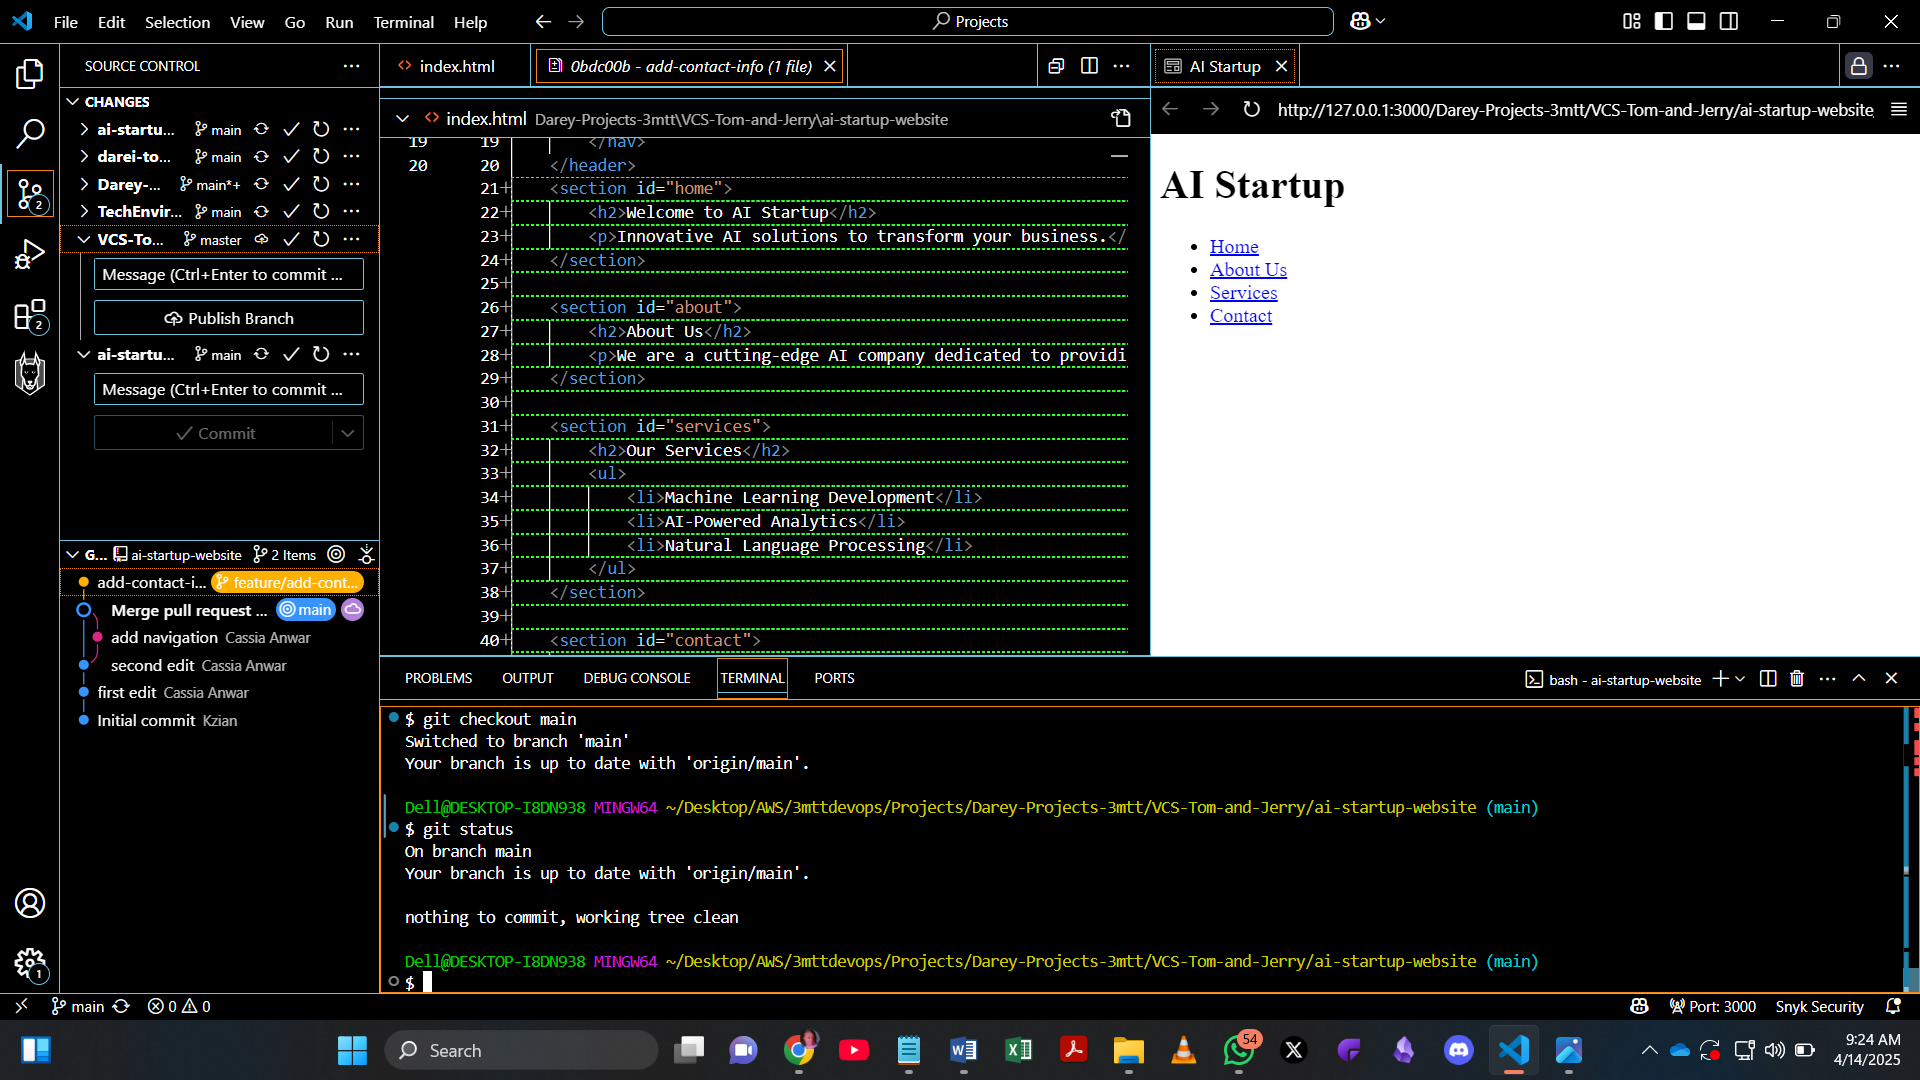 File Edit Selection View Go Run Terminal Help
Projects
SOURCE CONTROL
CHANGES
ai-startu... main
darei-to... main
Darey-... main*+
TechEnvir... main
VCS-To... master
Message (Ctrl+Enter to commit ...
Publish Branch
ai-startu... main
Message (Ctrl+Enter to commit ...
Commit
2
2
1
G... ai-startup-website 2 Items
add-contact-i... feature/add-cont...
Merge pull request ... main
add navigation Cassia Anwar
second edit Cassia Anwar
first edit Cassia Anwar
Initial commit Kzian
index.html
0bdc00b - add-contact-info (1 file)
index.html Darey-Projects-3mtt\VCS-Tom-and-Jerry\ai-startup-website
19 19 </nav>
20 20 </header>
21+ <section id="home">
22+ <h2>Welcome to AI Startup</h2>
23+ <p>Innovative AI solutions to transform your business.</
24+ </section>
25+
26+ <section id="about">
27+ <h2>About Us</h2>
28+ <p>We are a cutting-edge AI company dedicated to providi
29+ </section>
30+
31+ <section id="services">
32+ <h2>Our Services</h2>
33+ <ul>
34+ <li>Machine Learning Development</li>
35+ <li>AI-Powered Analytics</li>
36+ <li>Natural Language Processing</li>
37+ </ul>
38+ </section>
39+
40+ <section id="contact">
AI Startup
http://127.0.0.1:3000/Darey-Projects-3mtt/VCS-Tom-and-Jerry/ai-startup-website
AI Startup
Home
About Us
Services
Contact
PROBLEMS OUTPUT DEBUG CONSOLE TERMINAL PORTS
bash - ai-startup-website
$ git checkout main
Switched to branch 'main'
Your branch is up to date with 'origin/main'.
Dell@DESKTOP-I8DN938 MINGW64 ~/Desktop/AWS/3mttdevops/Projects/Darey-Projects-3mtt/VCS-Tom-and-Jerry/ai-startup-website (main)
$ git status
On branch main
Your branch is up to date with 'origin/main'.
nothing to commit, working tree clean
Dell@DESKTOP-I8DN938 MINGW64 ~/Desktop/AWS/3mttdevops/Projects/Darey-Projects-3mtt/VCS-Tom-and-Jerry/ai-startup-website (main)
$
main 0 0
Port: 3000 Snyk Security
Search
54
9:24 AM
4/14/2025